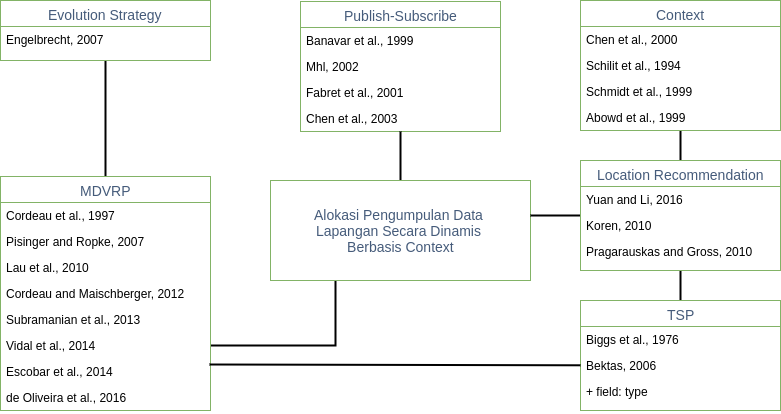 Evolution Strategy
Engelbrecht, 2007
Publish-Subscribe
Banavar et al., 1999
Mhl, 2002
Fabret et al., 2001
Chen et al., 2003
Context
Chen et al., 2000
Schilit et al., 1994
Schmidt et al., 1999
Abowd et al., 1999
MDVRP
Cordeau et al., 1997
Pisinger and Ropke, 2007
Lau et al., 2010
Cordeau and Maischberger, 2012
Subramanian et al., 2013
Vidal et al., 2014
Escobar et al., 2014
de Oliveira et al., 2016
Alokasi Pengumpulan Data
Lapangan Secara Dinamis
Berbasis Context
Location Recommendation
Yuan and Li, 2016
Koren, 2010
Pragarauskas and Gross, 2010
TSP
Biggs et al., 1976
Bektas, 2006
+ field: type